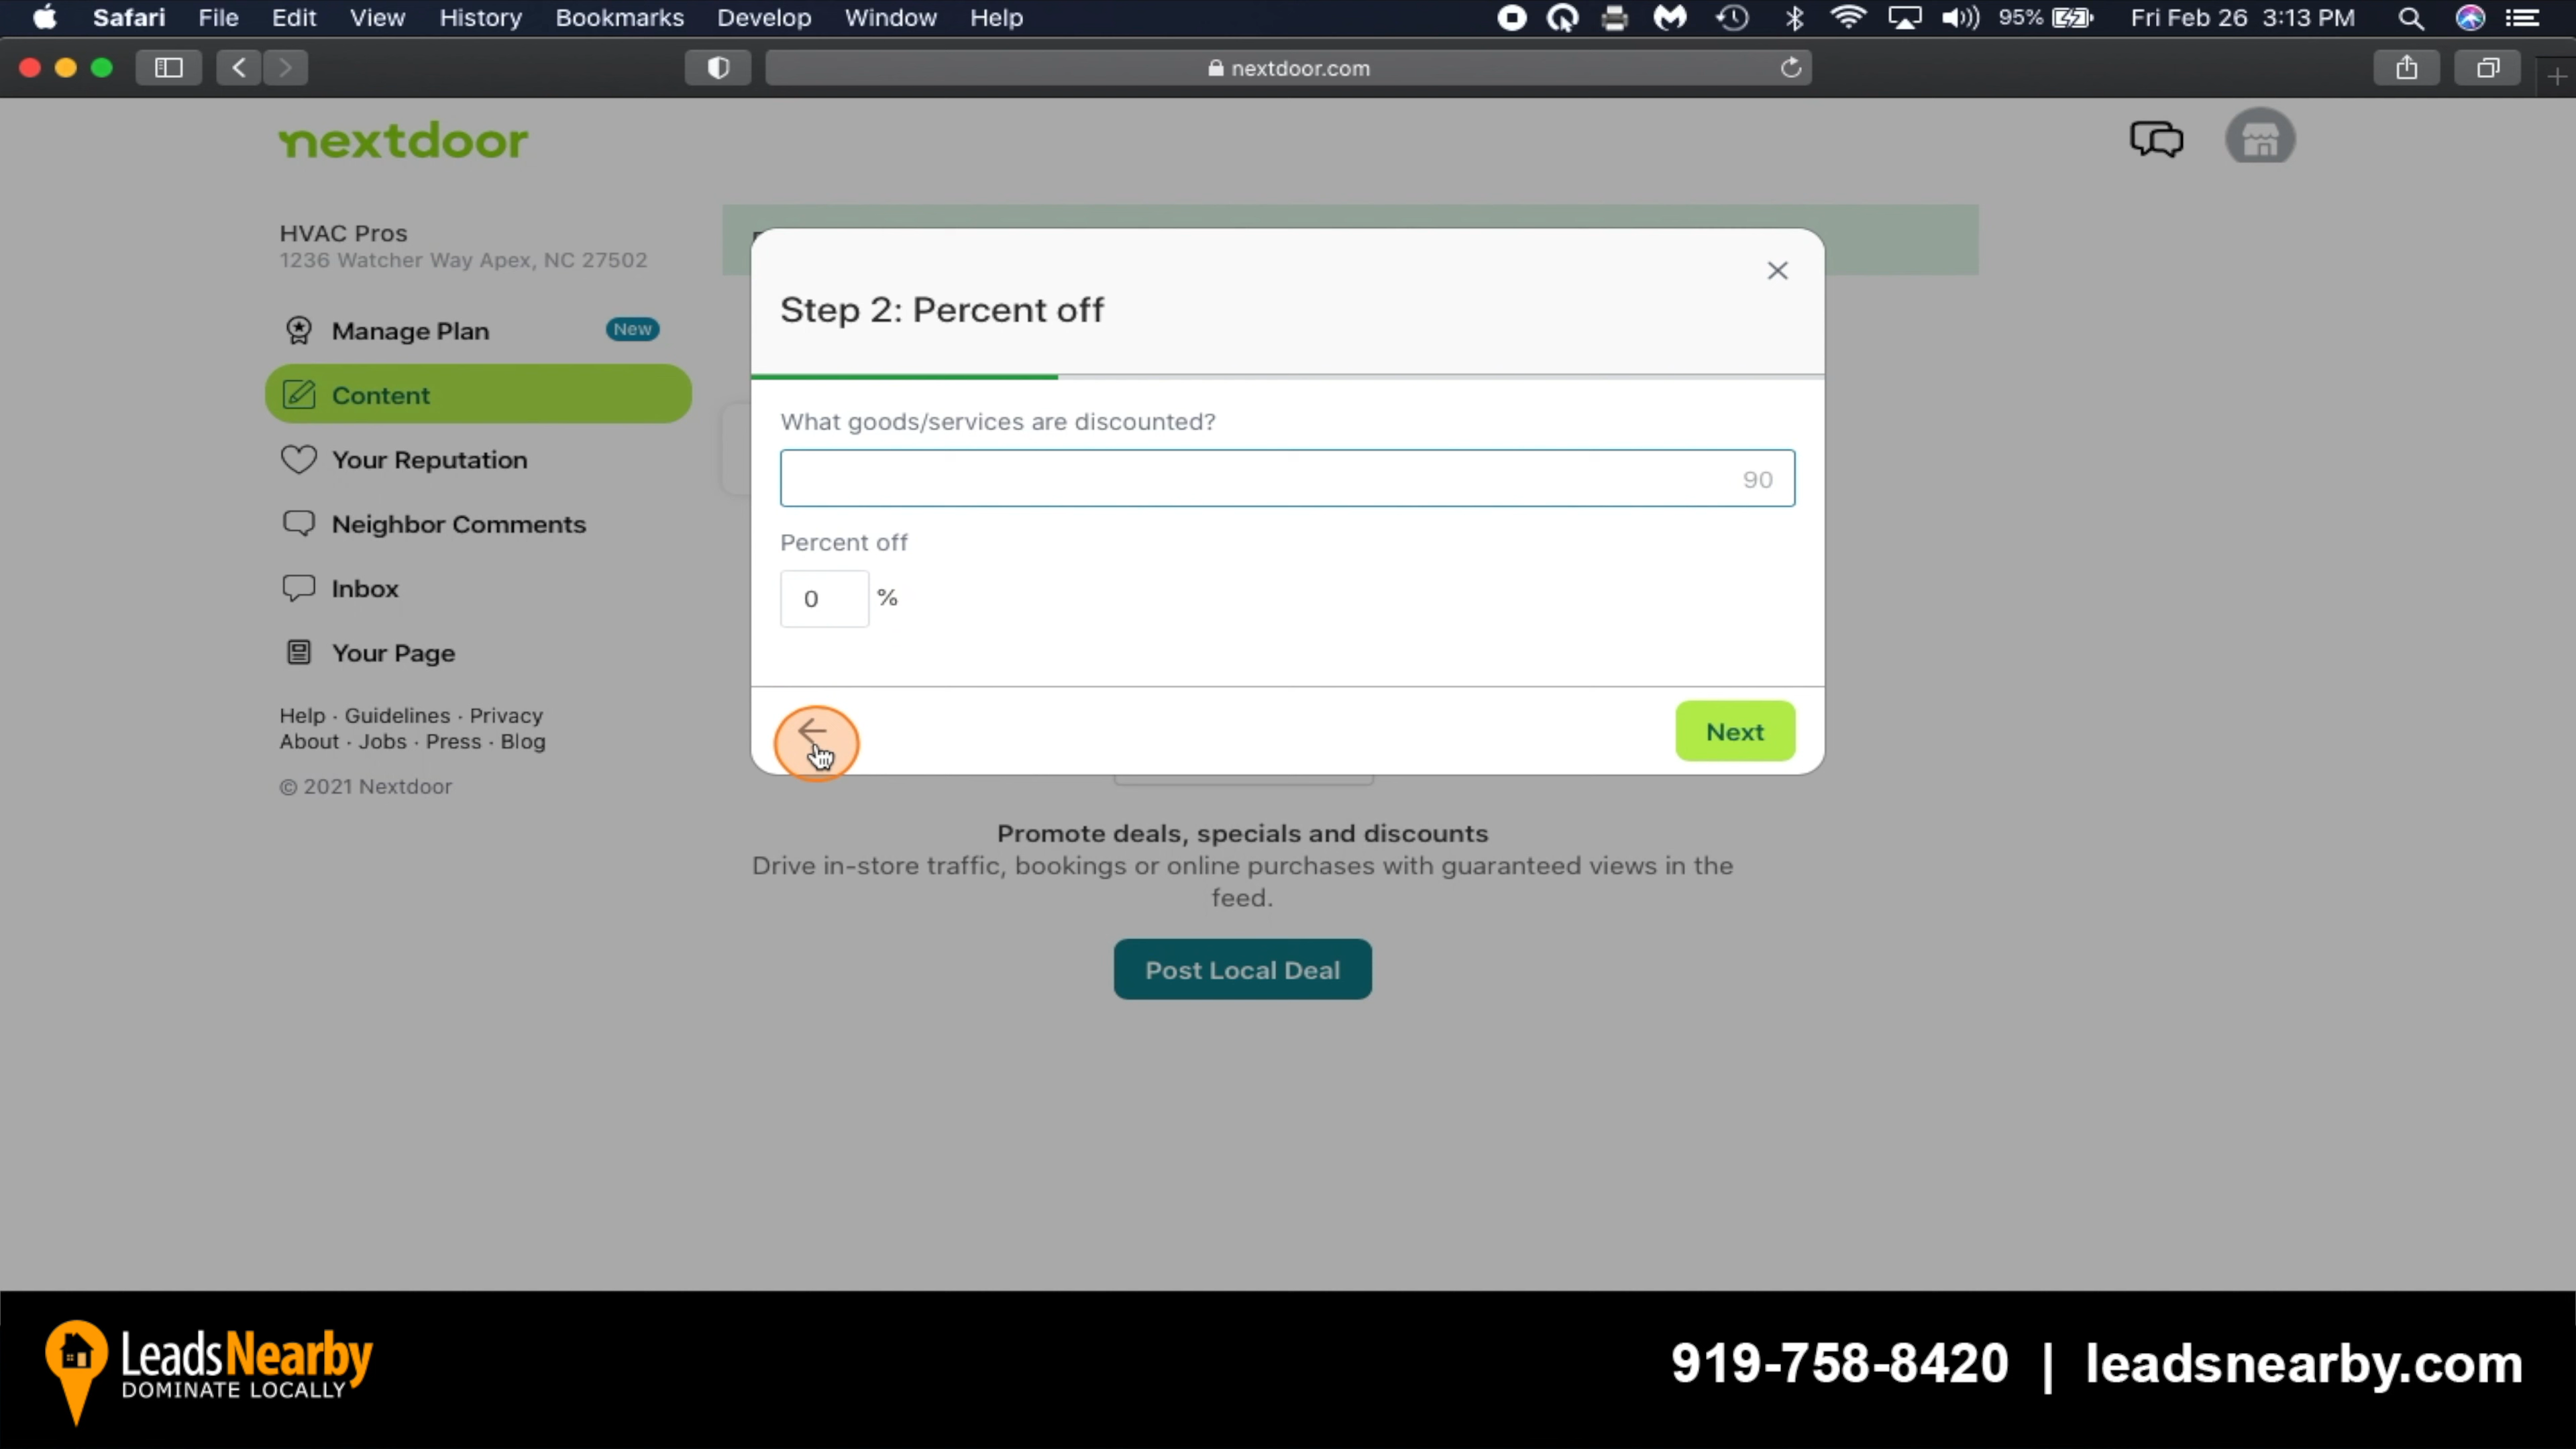 Safari File Edit View History Bookmarks Develop Window Help 95% Fri Feb 26 3:13 PM
nextdoor.com
nextdoor
HVAC Pros
1236 Watcher Way Apex, NC 27502
Manage Plan New
Content
Your Reputation
Neighbor Comments
Inbox
Your Page
Help · Guidelines · Privacy
About · Jobs · Press · Blog
© 2021 Nextdoor
Step 2: Percent off
What goods/services are discounted?
90
Percent off
0 %
Next
Promote deals, specials and discounts
Drive in-store traffic, bookings or online purchases with guaranteed views in the
feed.
Post Local Deal
LeadsNearby
DOMINATE LOCALLY
919-758-8420 | leadsnearby.com